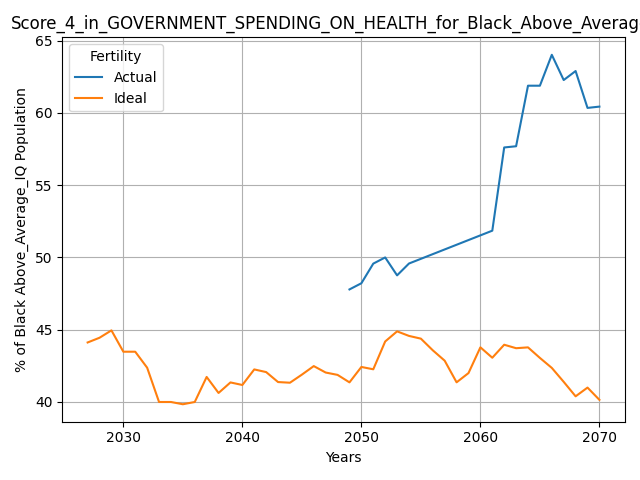 Score_4_in_GOVERNMENT_SPENDING_ON_HEALTH_for_Black_Above_Averag
Fertility
Actual
Ideal
% of Black Above_Average_IQ Population
65
60
55
50
45
40
2030 2040 2050 2060 2070
Years